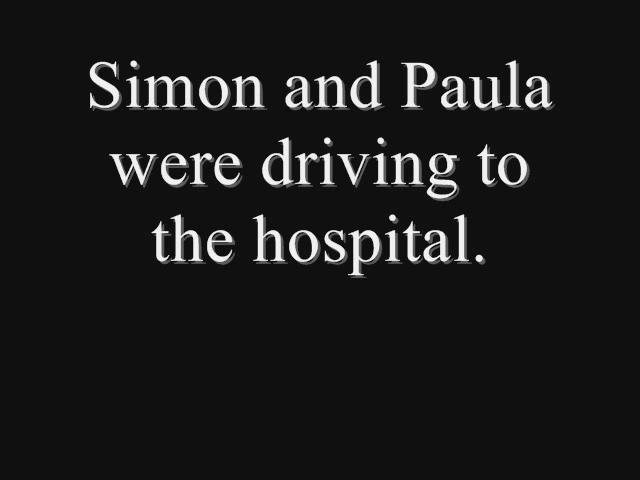 Simon and Paula
were driving to
the hospital.